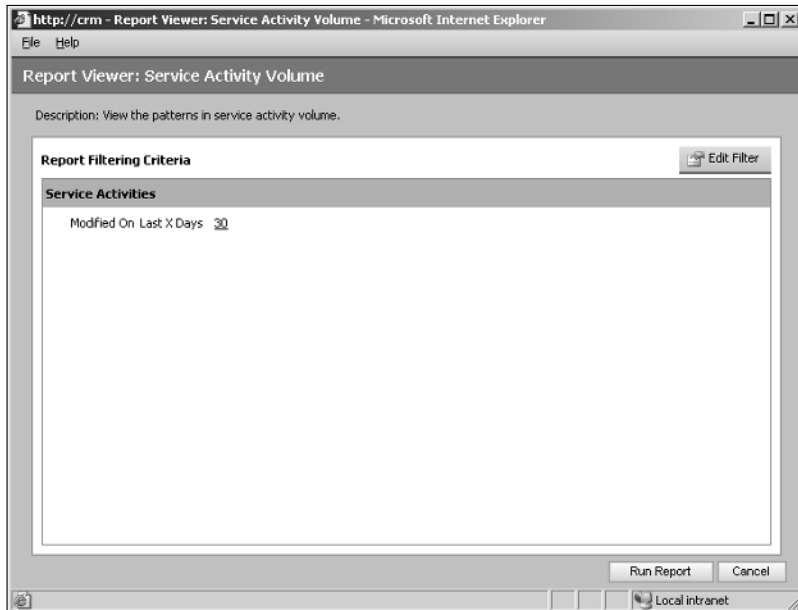 http://crm - Report Viewer: Service Activity Volume - Microsoft Internet Explorer
File Help
Report Viewer: Service Activity Volume
Description: View the patterns in service activity volume.
Report Filtering Criteria
Edit Filter
Service Activities
Modified On Last X Days 30
Run Report Cancel
Local intranet